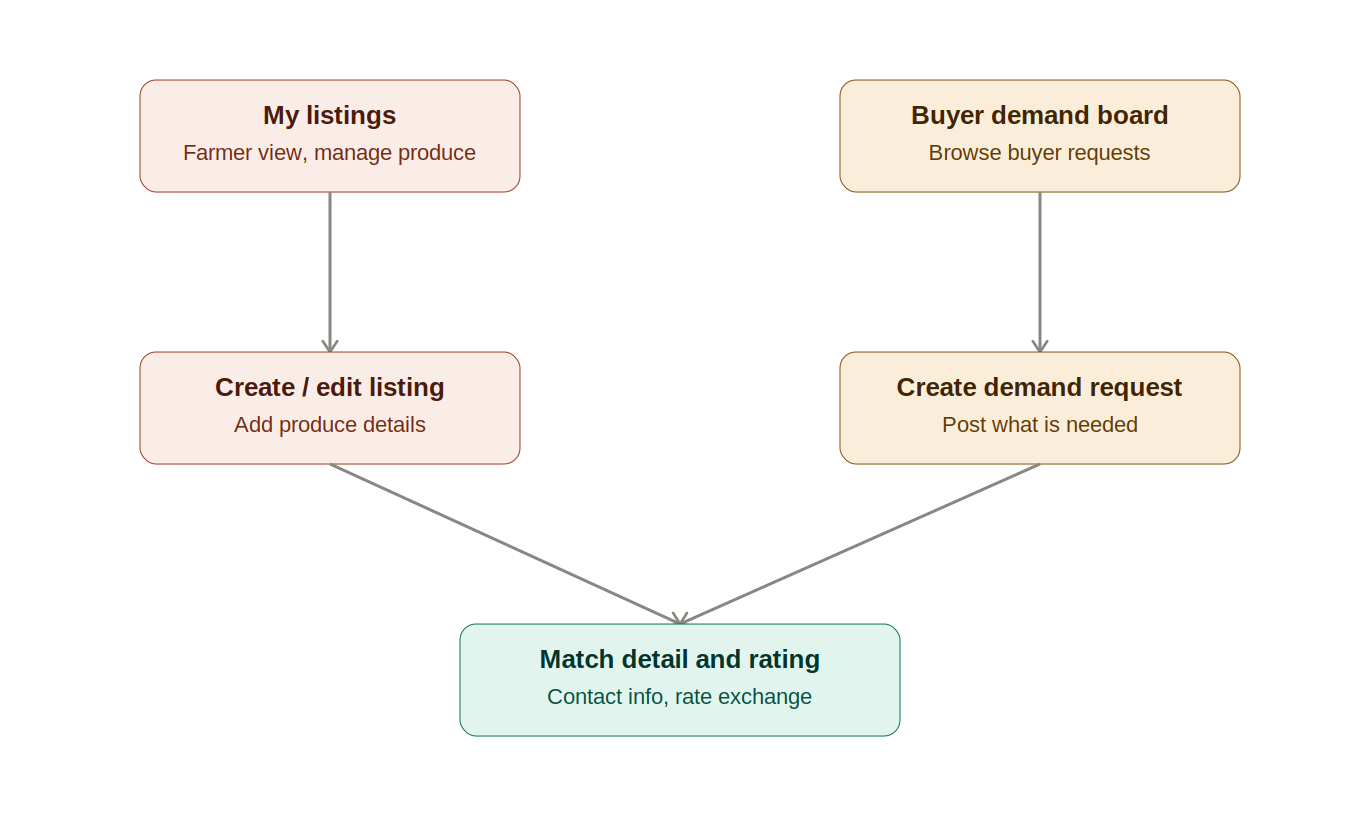 My listings
Farmer view, manage produce
Buyer demand board
Browse buyer requests
Create / edit listing
Add produce details
Create demand request
Post what is needed
Match detail and rating
Contact info, rate exchange